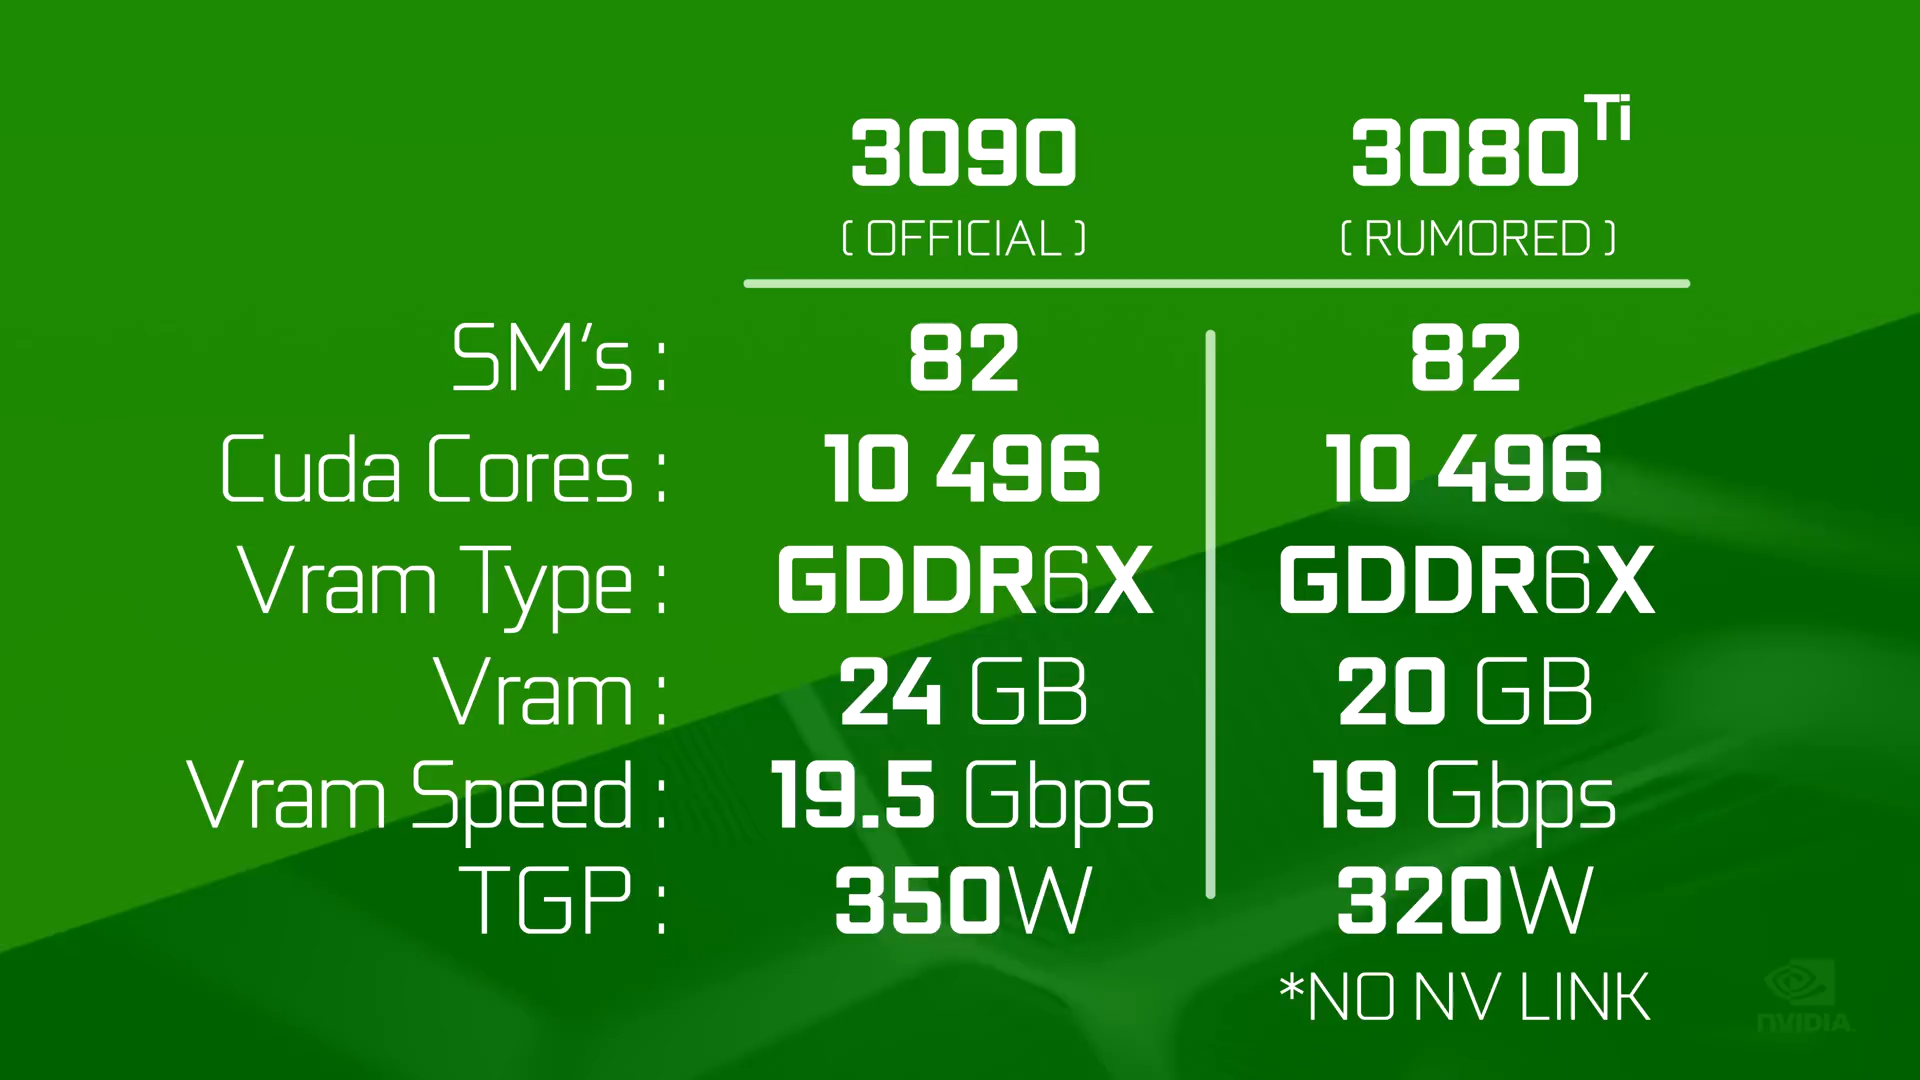 3090 3080Ti
(OFFICIAL) (RUMORED)
SM's : 82 82
Cuda Cores : 10 496 10 496
Vram Type : GDDR6X GDDR6X
Vram : 24 GB 20 GB
Vram Speed : 19.5 Gbps 19 Gbps
TGP : 350W 320W
*NO NV LINK
NVIDIA